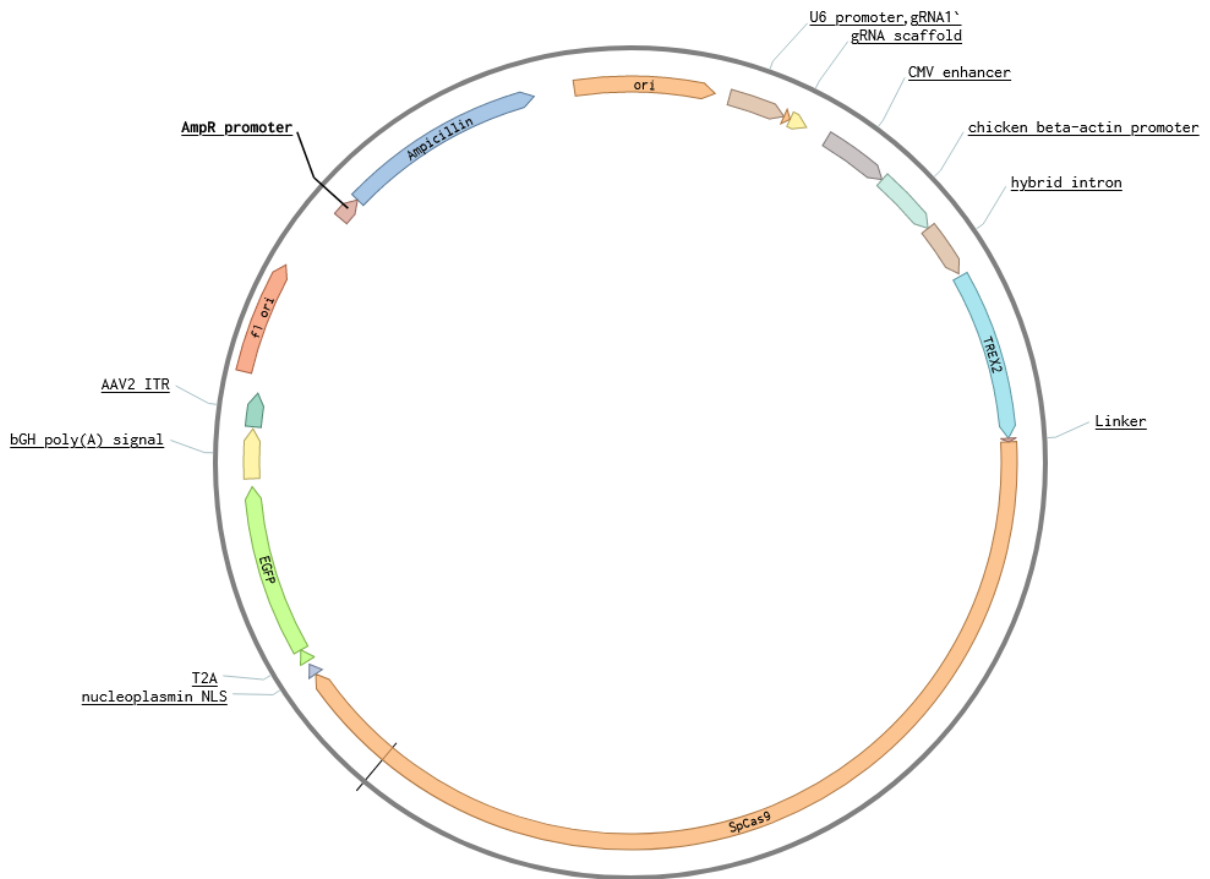 U6 promoter,gRNA1`
gRNA scaffold
ori
CMV enhancer
AmpR promoter
Ampicillin
chicken beta-actin promoter
hybrid intron
f1 ori
TREX2
AAV2 ITR
Linker
bGH poly(A) signal
EGFP
T2A
nucleoplasmin NLS
SpCas9